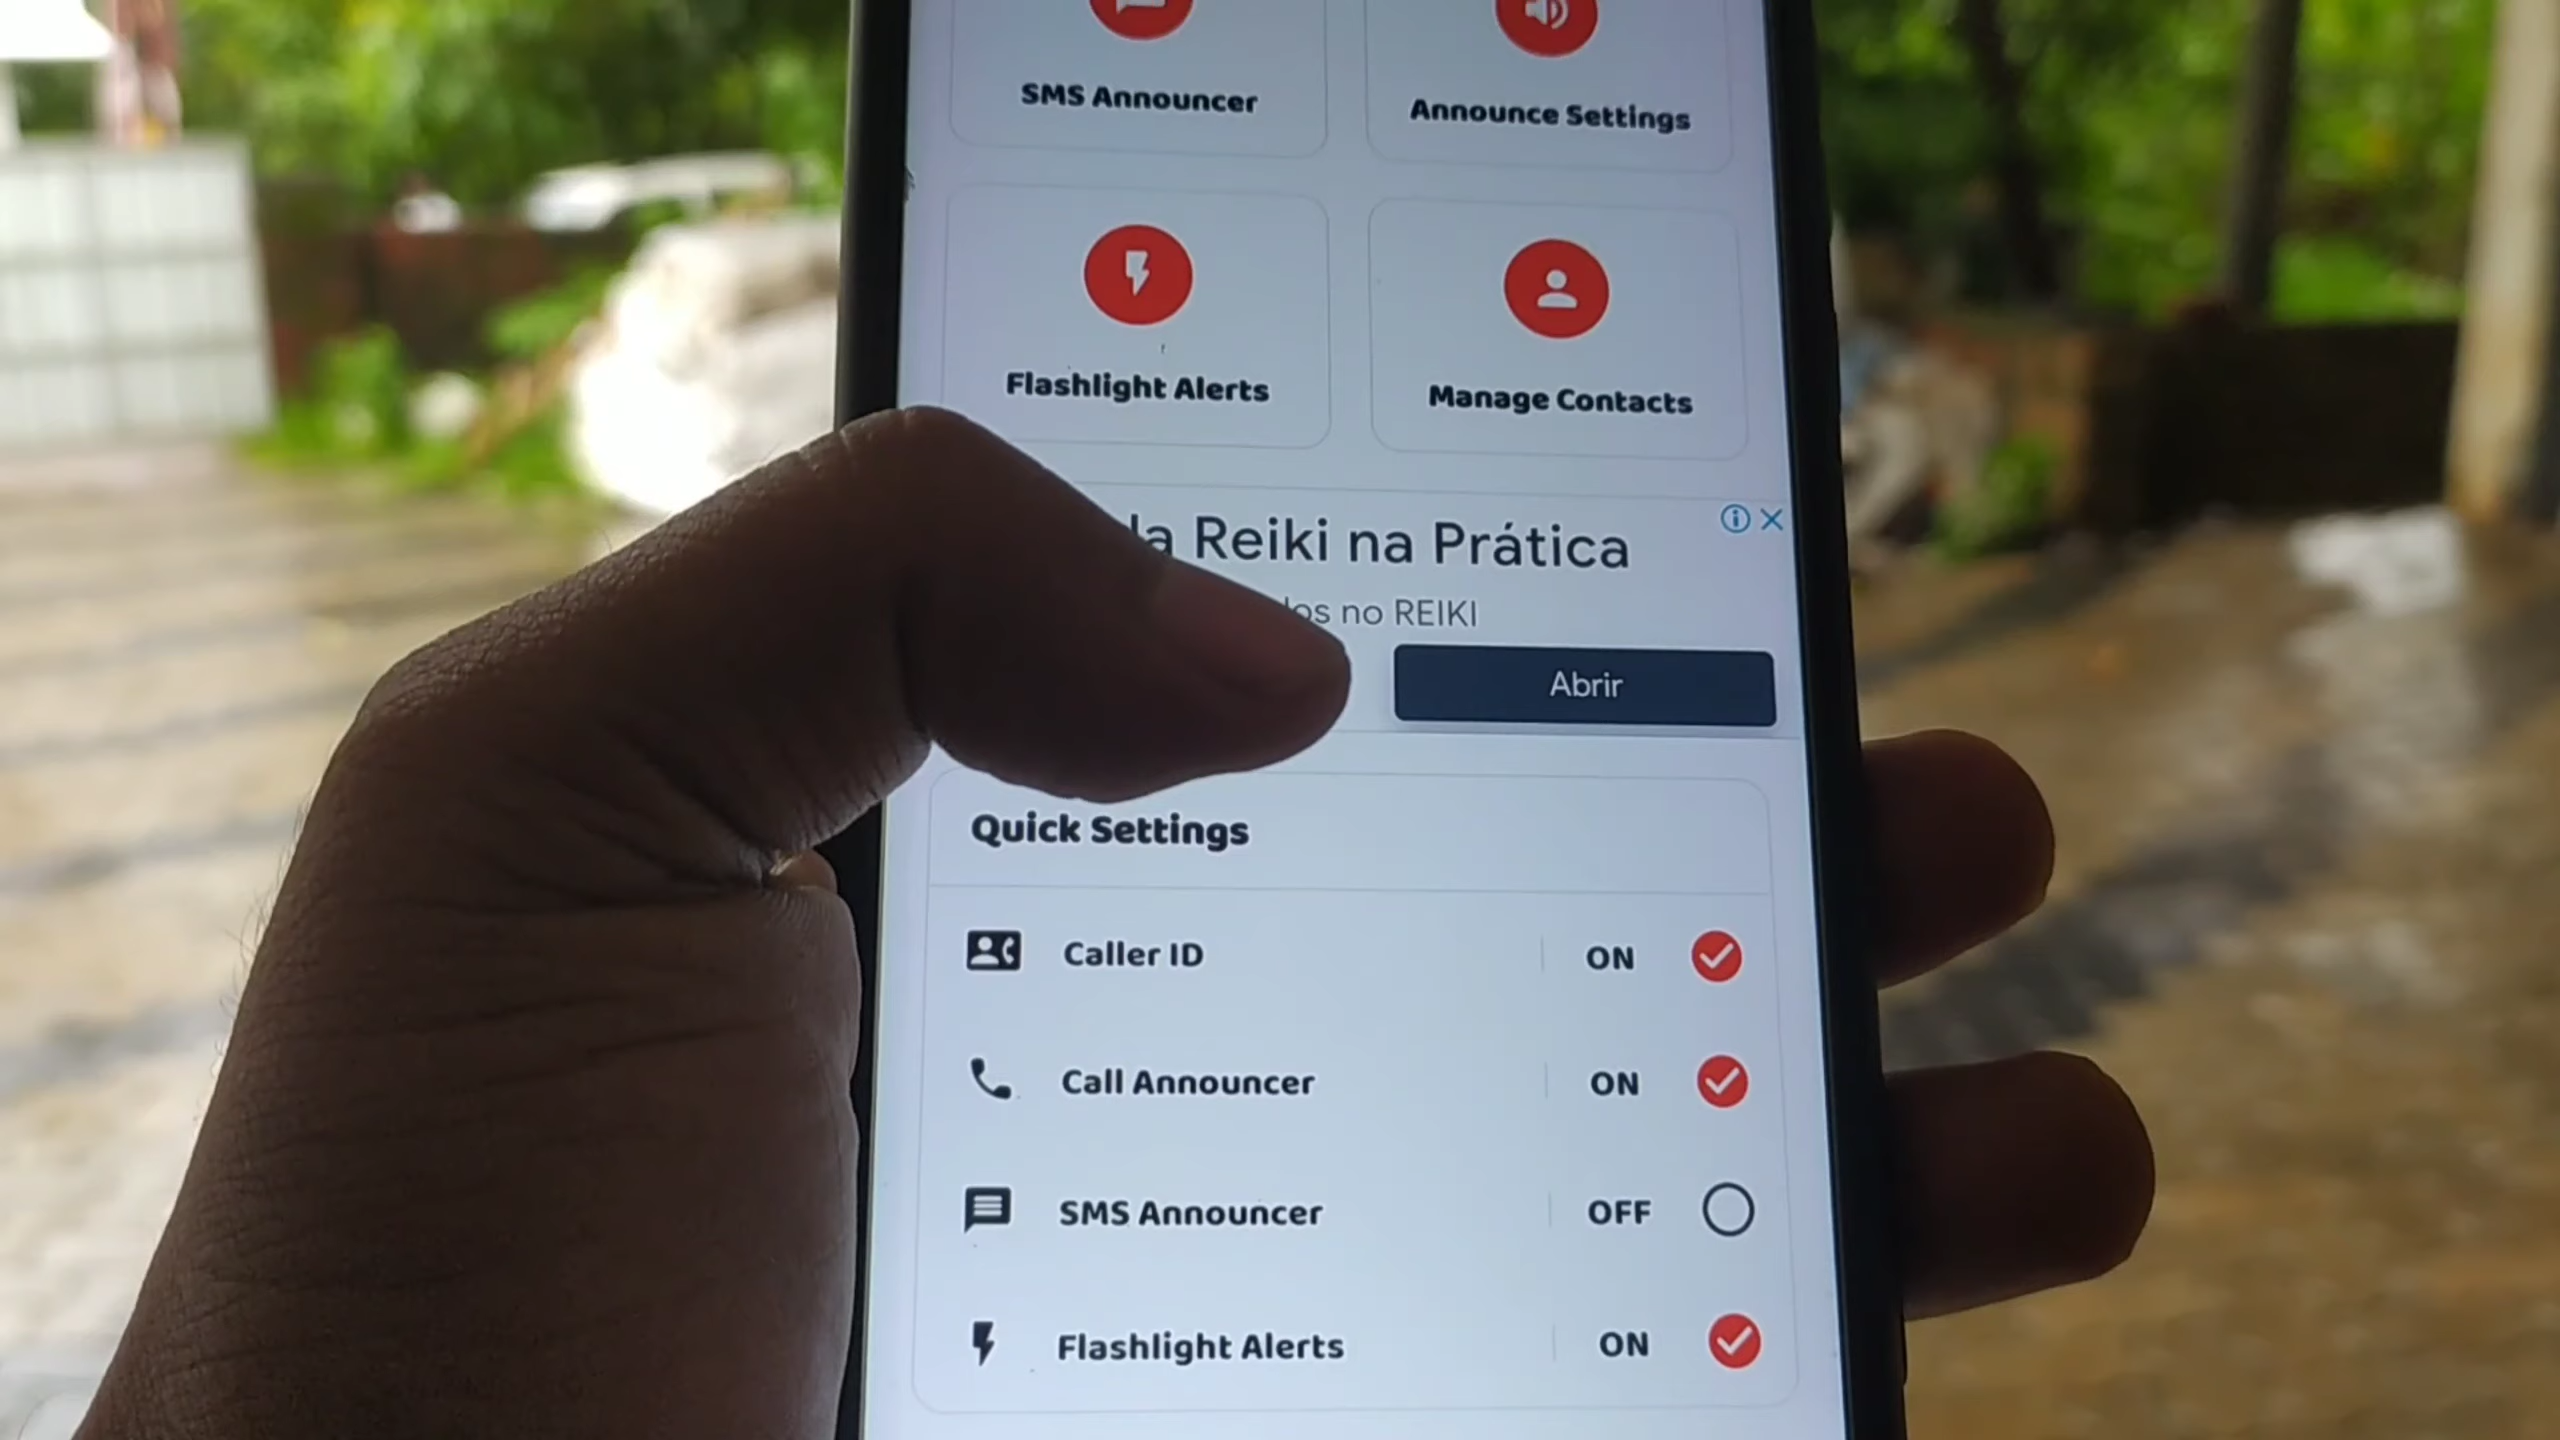 SMS Announcer
Announce Settings
Flashlight Alerts
Manage Contacts
Reiki na Prática
no REIKI
Abrir
Quick Settings
Caller ID ON
Call Announcer ON
SMS Announcer OFF
Flashlight Alerts ON